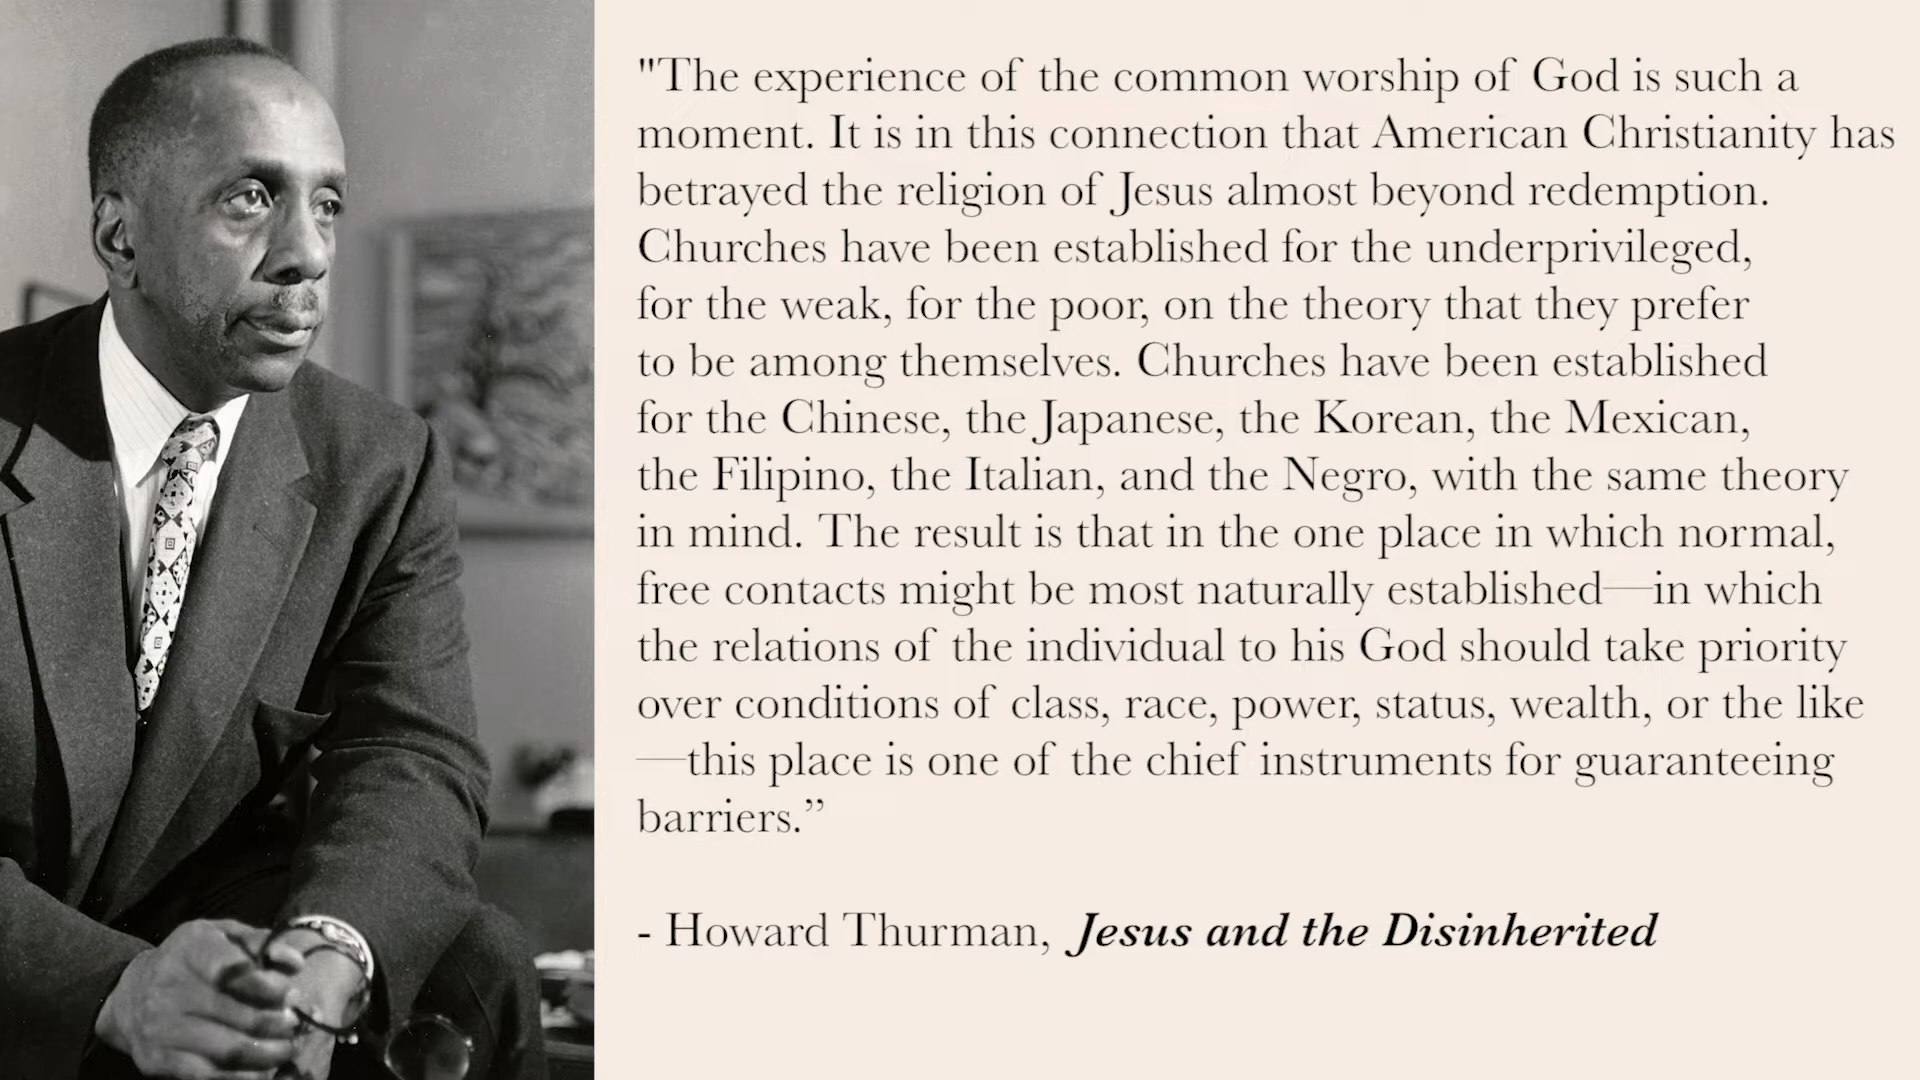 "The experience of the common worship of God is such a
moment. It is in this connection that American Christianity has
betrayed the religion of Jesus almost beyond redemption.
Churches have been established for the underprivileged,
for the weak, for the poor, on the theory that they prefer
to be among themselves. Churches have been established
for the Chinese, the Japanese, the Korean, the Mexican,
the Filipino, the Italian, and the Negro, with the same theory
in mind. The result is that in the one place in which normal,
free contacts might be most naturally established—in which
the relations of the individual to his God should take priority
over conditions of class, race, power, status, wealth, or the like
—this place is one of the chief instruments for guaranteeing
barriers.”
- Howard Thurman, Jesus and the Disinherited